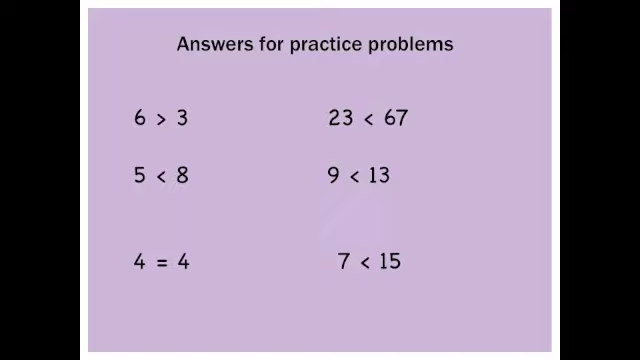 Answers for practice problems
6 > 3 23 < 67
5 < 8 9 < 13
4 = 4 7 < 15